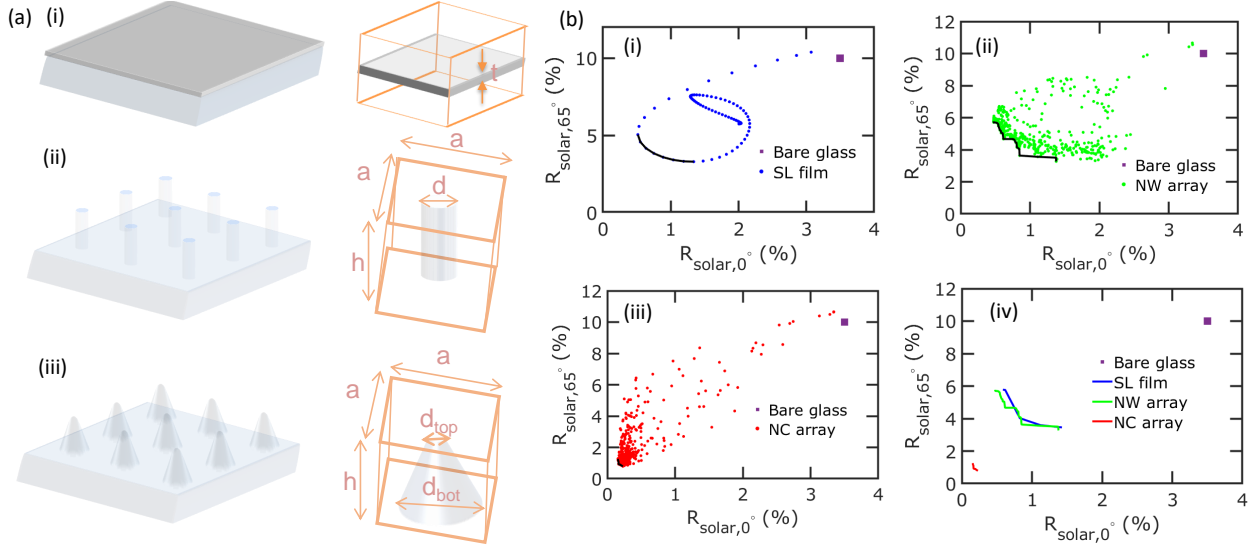 (a)
(i)
t
(ii)
a
a
d
h
(iii)
a
a
d_top
h
d_bot
(b)
(i)
R_solar,65° (%)
15
10
5
0
0
1
2
3
4
R_solar,0° (%)
Bare glass
SL film
(ii)
R_solar,65° (%)
12
10
8
6
4
2
0
0
1
2
3
4
R_solar,0° (%)
Bare glass
NW array
(iii)
R_solar,65° (%)
12
10
8
6
4
2
0
0
1
2
3
4
R_solar,0° (%)
Bare glass
NC array
(iv)
R_solar,65° (%)
12
10
8
6
4
2
0
0
1
2
3
4
R_solar,0° (%)
Bare glass
SL film
NW array
NC array